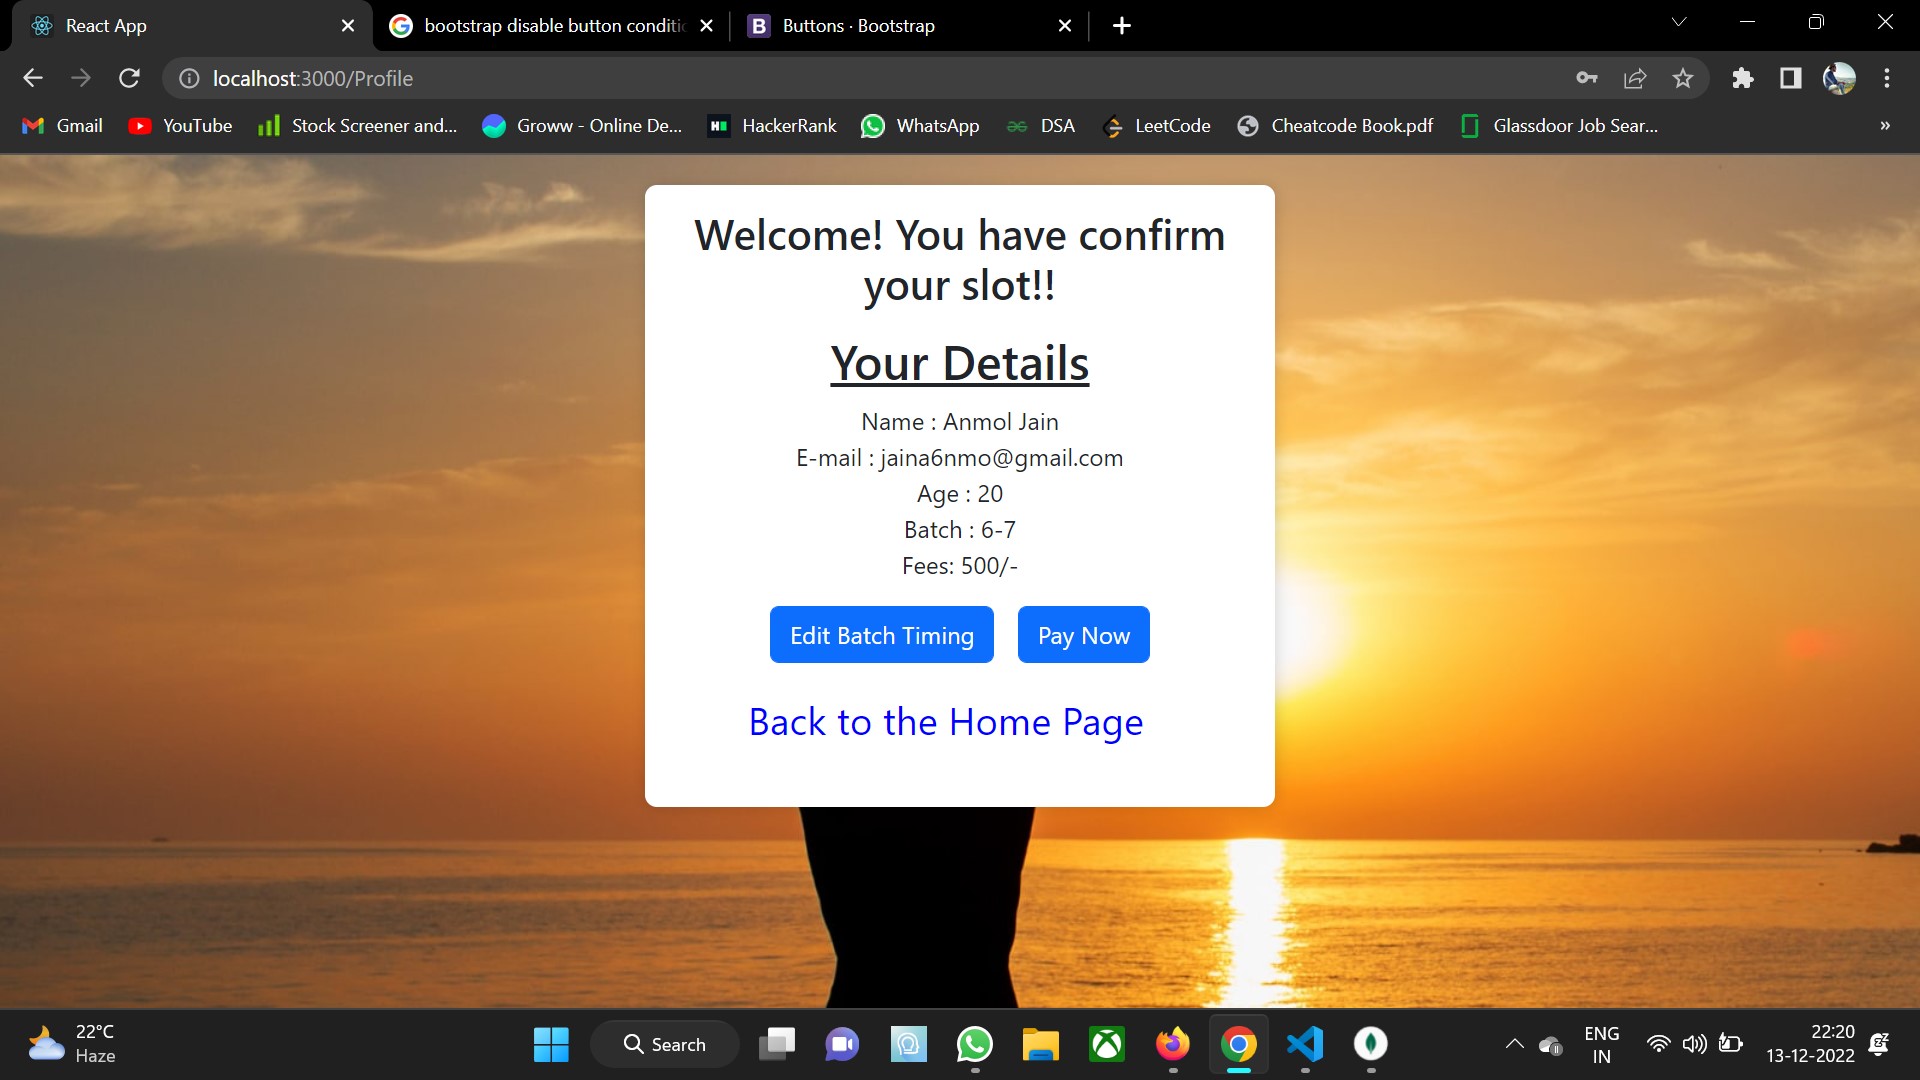 React App
bootstrap disable button conditi
Buttons · Bootstrap
localhost:3000/Profile
Gmail
YouTube
Stock Screener and...
Groww - Online De...
HackerRank
WhatsApp
DSA
LeetCode
Cheatcode Book.pdf
Glassdoor Job Sear...
Welcome! You have confirm
your slot!!
Your Details
Name : Anmol Jain
E-mail : jaina6nmo@gmail.com
Age : 20
Batch : 6-7
Fees: 500/-
Edit Batch Timing
Pay Now
Back to the Home Page
22°C
Haze
Search
ENG
IN
22:20
13-12-2022